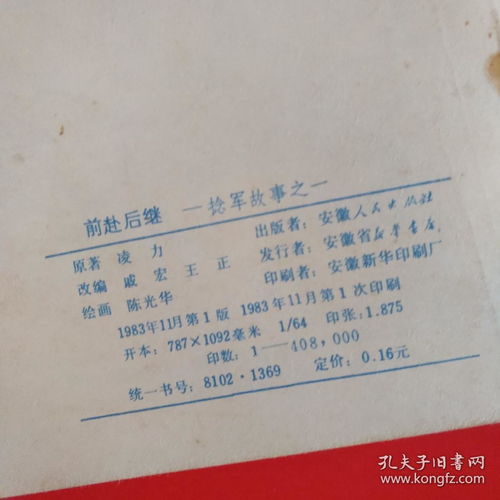 前赴后继 —捻军故事之一
原著 凌力
改编 戚宏 王正
绘画 陈光华
出版者：安徽人民出版社
发行者：安徽省新华书店
印刷者：安徽新华印刷厂
1983年11月第1版 1983年11月第1次印刷
开本：787×1092毫米 1/64 印张：1.875
印数：1—408,000
统一书号：8102·1369 定价：0.16元
孔夫子旧书网
www.kongfz.com